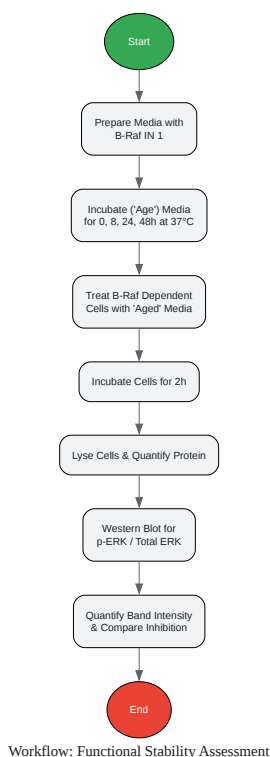 Start
Prepare Media with
B-Raf IN 1
Incubate ('Age') Media
for 0, 8, 24, 48h at 37°C
Treat B-Raf Dependent
Cells with 'Aged' Media
Incubate Cells for 2h
Lyse Cells & Quantify Protein
Western Blot for
p-ERK / Total ERK
Quantify Band Intensity
& Compare Inhibition
End
Workflow: Functional Stability Assessment